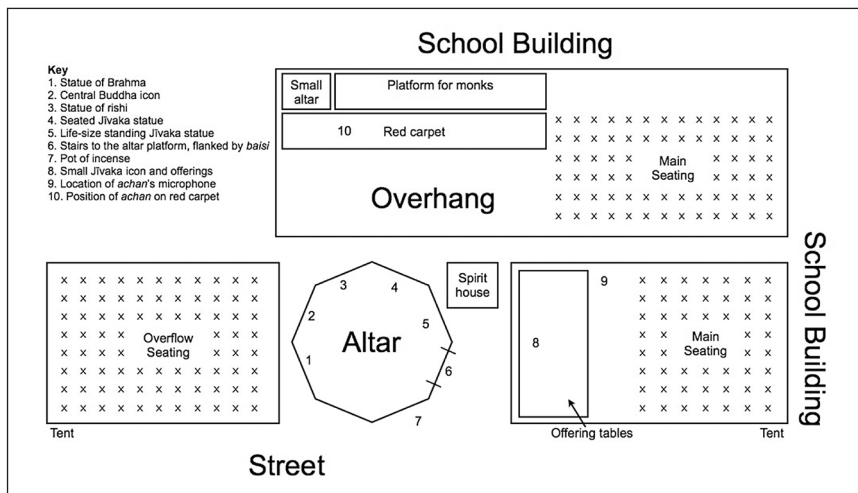 School Building
Key
1. Statue of Brahma
2. Central Buddha icon
3. Statue of rishi
4. Seated Jīvaka statue
5. Life-size standing Jīvaka statue
6. Stairs to the altar platform, flanked by baisi
7. Pot of incense
8. Small Jīvaka icon and offerings
9. Location of achan's microphone
10. Position of achan on red carpet
Small
altar
Platform for monks
10 Red carpet
x x x x x x x x x x x x
x x x x x x x x x x x x
x x x x x x x x
Main
Seating
x x x x x x x x
x x x x x x x x x x x x
x x x x x x x x x x x x
Overhang
School Building
x x x x x x x x x x x
x x x x x x x x x x x
x x x x x x x x x x x
x x x x x x x
Overflow
Seating
x x x x x x x
x x x x x x x x x x x
x x x x x x x x x x x
x x x x x x x x x x x
Tent
3
4
2
5
Altar
1
6
7
Spirit
house
9
8
x x x x x x x x
x x x x x x x x
x x x x x x x x
x x x x
Main
Seating
x x x x
x x x x x x x x
x x x x x x x x
x x x x x x x x
Offering tables
Tent
Street